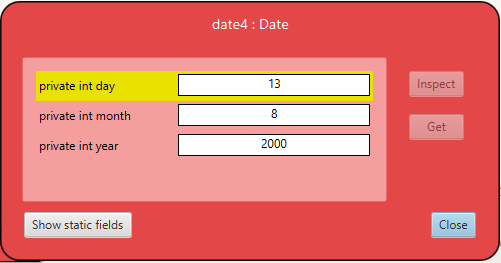 date4 : Date
private int day 13
Inspect
private int month 8
Get
private int year 2000
Show static fields
Close